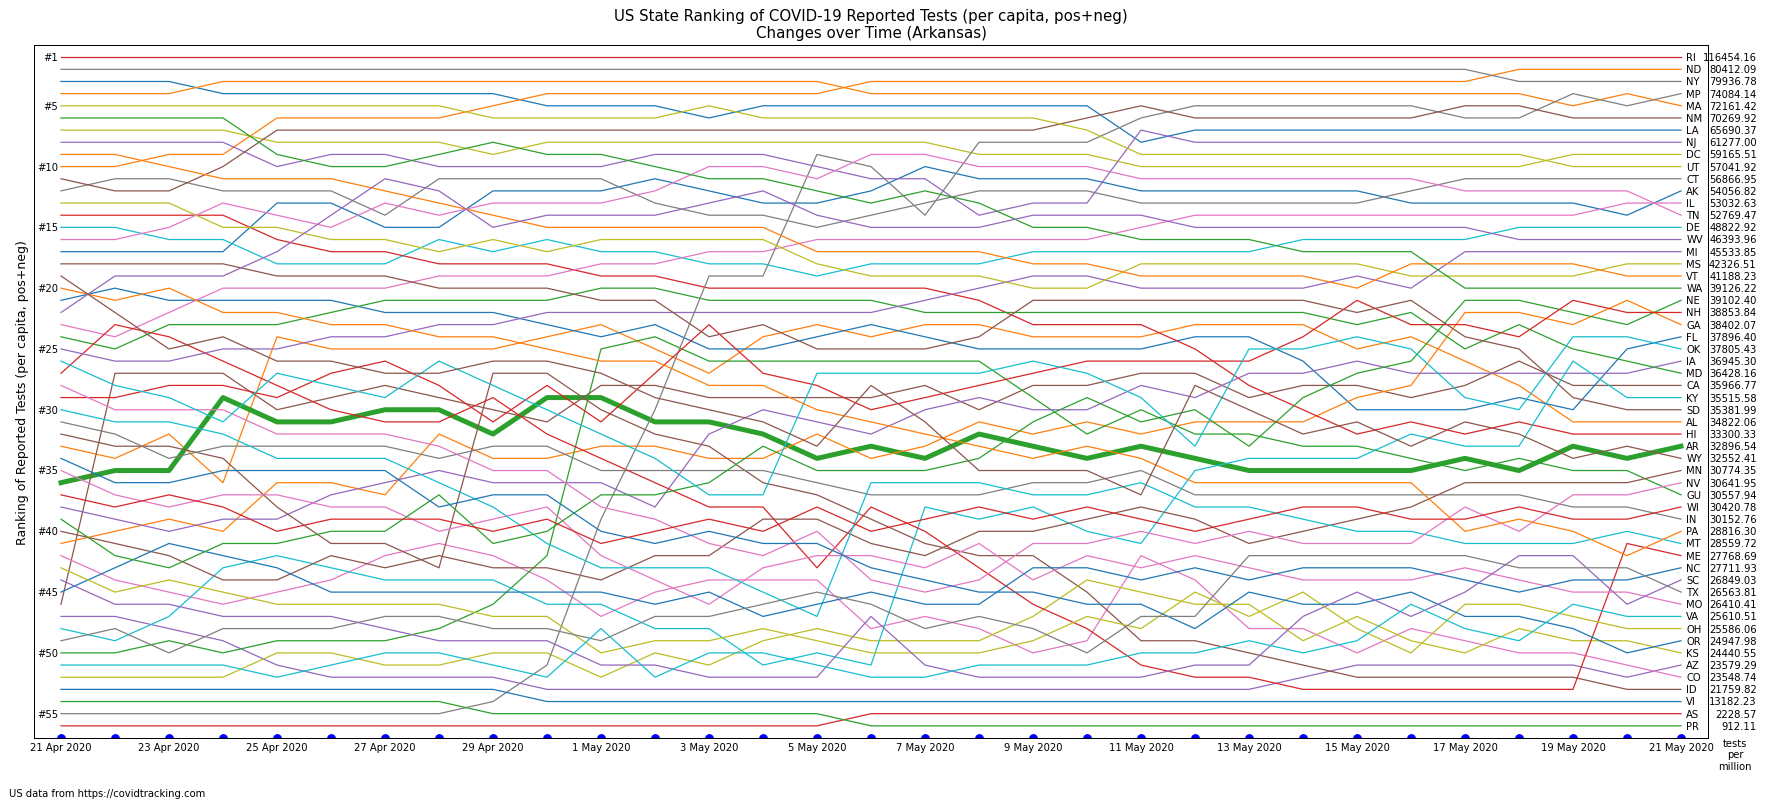 US State Ranking of COVID-19 Reported Tests (per capita, pos+neg)
Changes over Time (Arkansas)
Ranking of Reported Tests (per capita, pos+neg)
#1
#5
#10
#15
#20
#25
#30
#35
#40
#45
#50
#55
RI 116454.16
ND 80412.09
NY 79936.78
MP 74084.14
MA 72161.42
NM 70269.92
LA 65690.37
NJ 61277.00
DC 59165.51
UT 57041.92
CT 56866.95
AK 54056.82
IL 53032.63
TN 52769.47
DE 48822.92
WV 46393.96
MI 45533.85
MS 42326.51
VT 41188.23
WA 39126.22
NE 39102.40
NH 38853.84
GA 38402.07
FL 37896.40
OK 37805.43
IA 36945.30
MD 36428.16
CA 35966.77
KY 35515.58
SD 35381.99
AL 34822.06
HI 33300.33
AR 32896.54
WY 32552.41
MN 30774.35
NV 30641.95
GU 30557.94
WI 30420.78
IN 30152.76
PA 28816.30
MT 28559.72
ME 27768.69
NC 27711.93
SC 26849.03
TX 26563.81
MO 26410.41
VA 25610.51
OH 25586.06
OR 24947.98
KS 24440.55
AZ 23579.29
CO 23548.74
ID 21759.82
VI 13182.23
AS 2228.57
PR 912.11
21 Apr 2020
23 Apr 2020
25 Apr 2020
27 Apr 2020
29 Apr 2020
1 May 2020
3 May 2020
5 May 2020
7 May 2020
9 May 2020
11 May 2020
13 May 2020
15 May 2020
17 May 2020
19 May 2020
21 May 2020
tests
per
million
US data from https://covidtracking.com